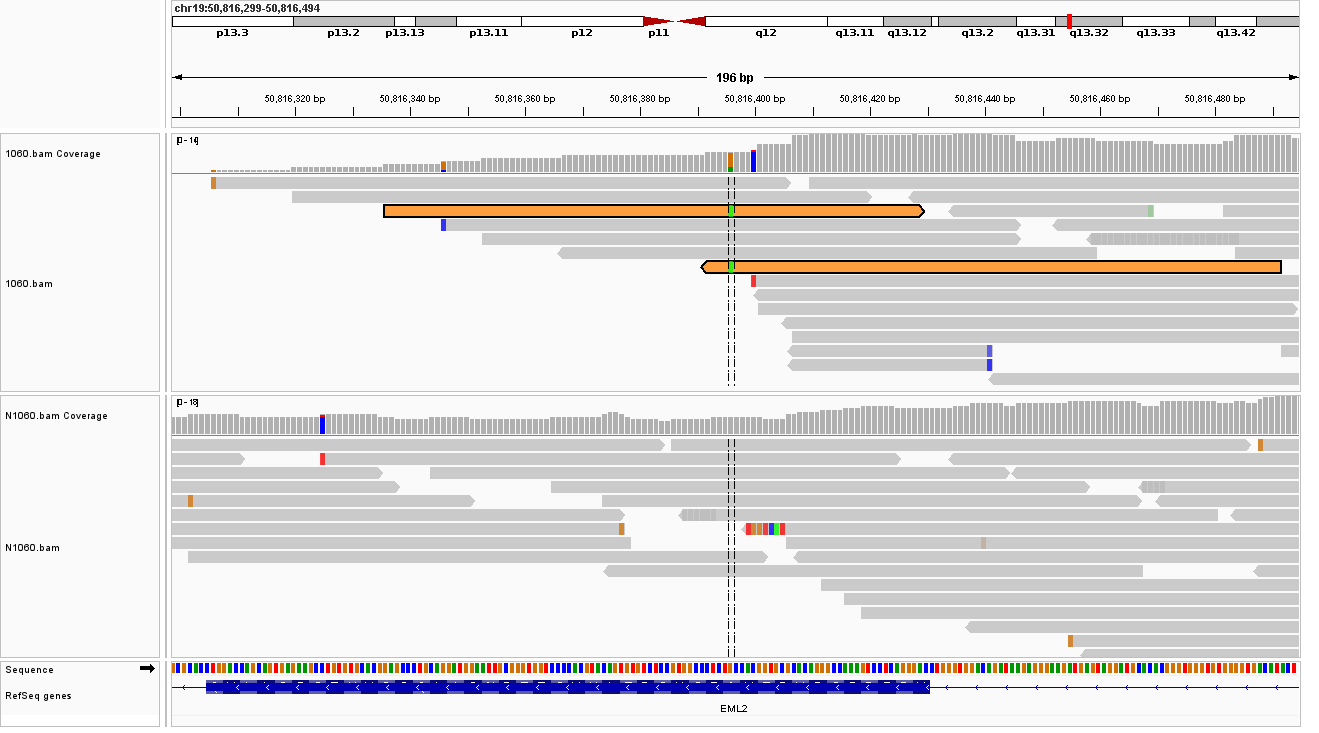 chr19:50,816,299-50,816,494
p13.3 p13.2 p13.13 p13.11 p12 p11 q12 q13.11 q13.12 q13.2 q13.31 q13.32 q13.33 q13.42
196 bp
50,816,320 bp 50,816,340 bp 50,816,360 bp 50,816,380 bp 50,816,400 bp 50,816,420 bp 50,816,440 bp 50,816,460 bp 50,816,480 bp
[0 - 14]
1060.bam Coverage
1060.bam
[0 - 18]
N1060.bam Coverage
N1060.bam
Sequence
RefSeq genes
EML2